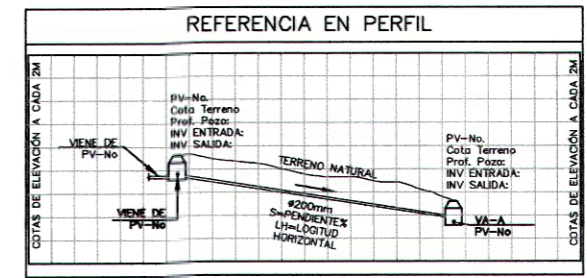 REFERENCIA EN PERFIL
COTAS DE ELEVACIÓN A CADA 2M
PV-No.
Cota Terreno
Prof. Pozo:
INV ENTRADA:
INV SALIDA:
VIENE DE
PV-No
VIENE DE
PV-No
TERRENO NATURAL
ø200mm
S=PENDIENTE%
LH=LOGITUD
HORIZONTAL
PV-No.
Cota Terreno
Prof. Pozo:
INV ENTRADA:
INV SALIDA:
VA-A
PV-No
COTAS DE ELEVACIÓN A CADA 2M